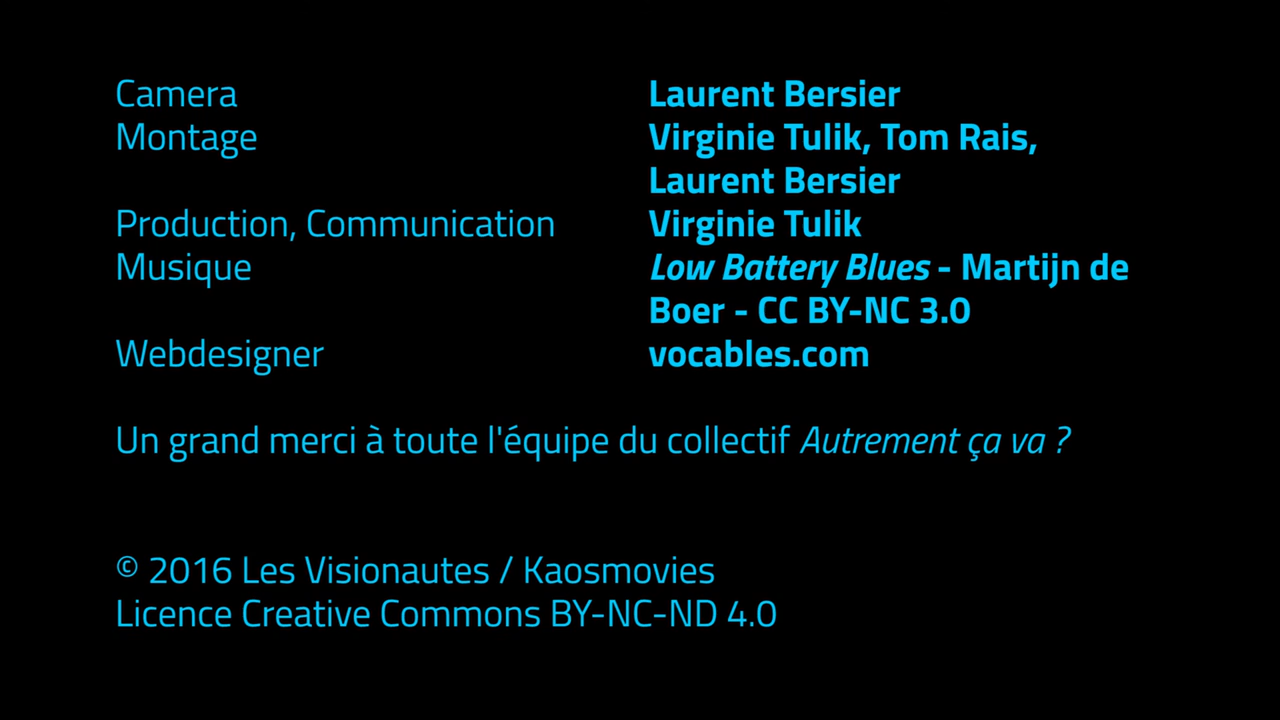 Camera Laurent Bersier
Montage Virginie Tulik, Tom Rais,
Laurent Bersier
Production, Communication Virginie Tulik
Musique Low Battery Blues - Martijn de
Boer - CC BY-NC 3.0
Webdesigner vocables.com
Un grand merci à toute l'équipe du collectif Autrement ça va ?
© 2016 Les Visionautes / Kaosmovies
Licence Creative Commons BY-NC-ND 4.0